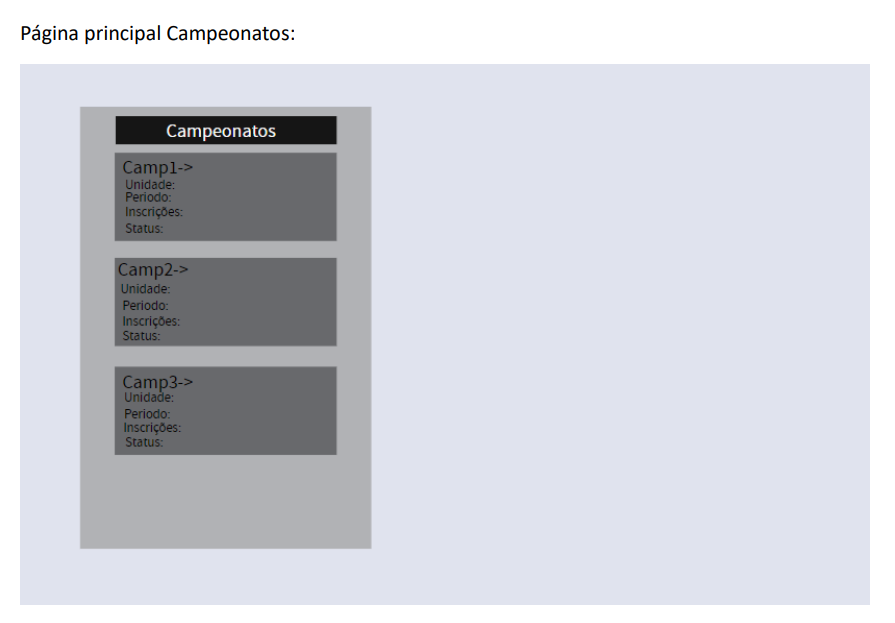 Página principal Campeonatos:
Campeonatos
Camp1->
Unidade:
Periodo:
Inscrições:
Status:
Camp2->
Unidade:
Periodo:
Inscrições:
Status:
Camp3->
Unidade:
Periodo:
Inscrições:
Status: